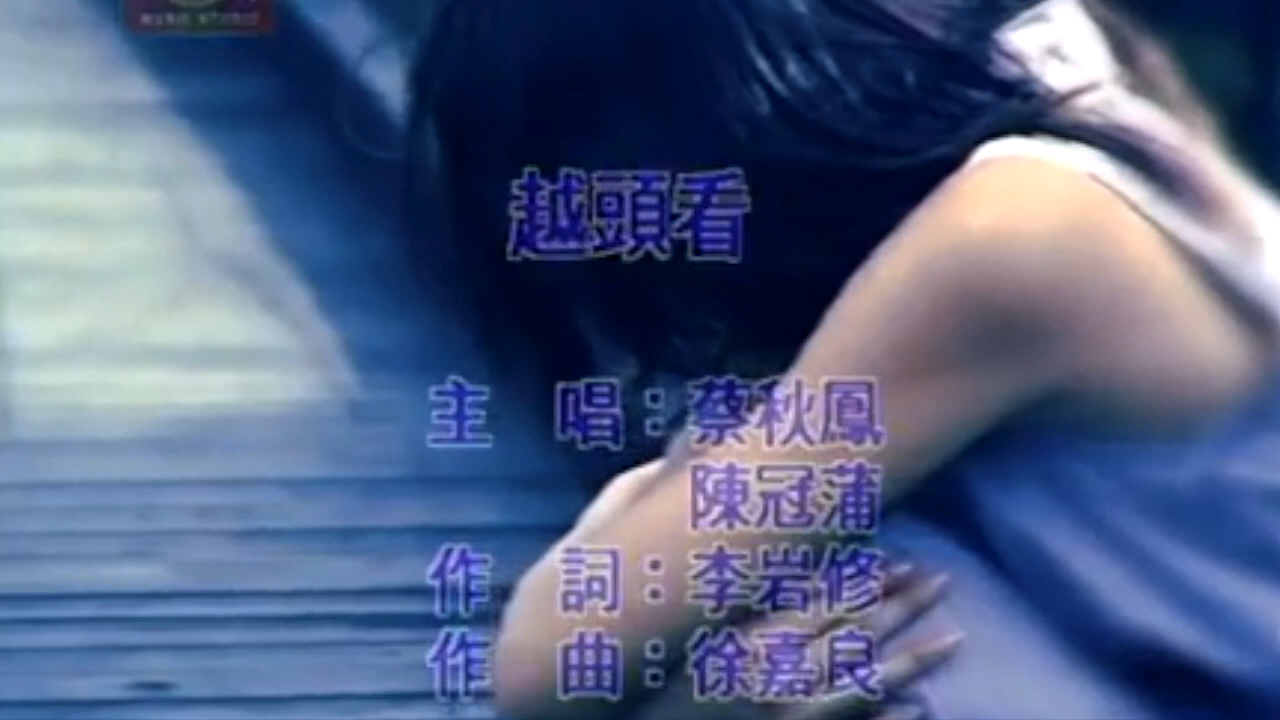 越頭看
主 唱：蔡秋鳳
陳冠蒲
作 詞：李岩修
作 曲：徐嘉良